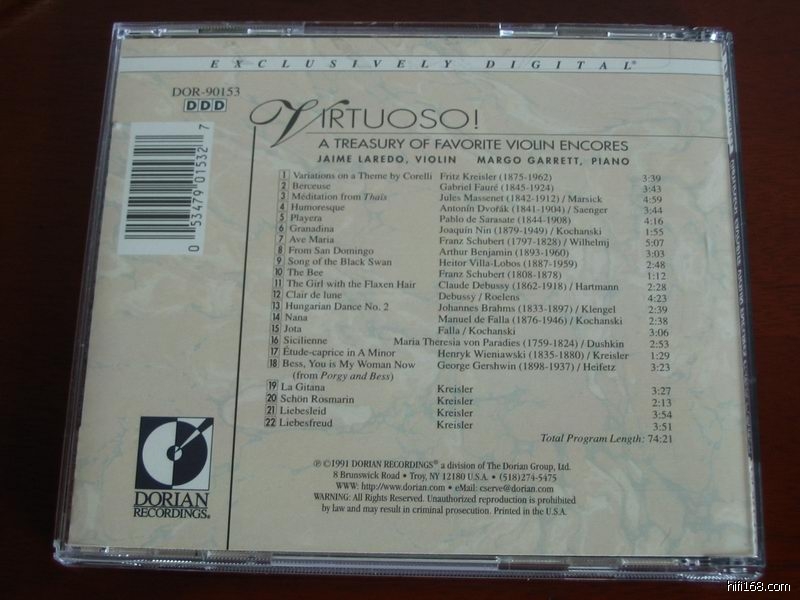 EXCLUSIVELY DIGITAL®
DOR-90153
DDD
VIRTUOSO!
A TREASURY OF FAVORITE VIOLIN ENCORES
JAIME LAREDO, VIOLIN MARGO GARRETT, PIANO
1 Variations on a Theme by Corelli Fritz Kreisler (1875-1962) 3:39
2 Berceuse Gabriel Fauré (1845-1924) 3:43
3 Méditation from Thaïs Jules Massenet (1842-1912) / Marsick 4:59
4 Humoresque Antonín Dvořák (1841-1904) / Saenger 3:44
5 Playera Pablo de Sarasate (1844-1908) 4:16
6 Granadina Joaquín Nin (1879-1949) / Kochanski 1:55
7 Ave Maria Franz Schubert (1797-1828) / Wilhelmj 5:07
8 From San Domingo Arthur Benjamin (1893-1960) 3:03
9 Song of the Black Swan Heitor Villa-Lobos (1887-1959) 2:48
10 The Bee Franz Schubert (1808-1878) 1:12
11 The Girl with the Flaxen Hair Claude Debussy (1862-1918) / Hartmann 2:28
12 Clair de lune Debussy / Roelens 4:23
13 Hungarian Dance No. 2 Johannes Brahms (1833-1897) / Klengel 2:39
14 Nana Manuel de Falla (1876-1946) / Kochanski 2:38
15 Jota Falla / Kochanski 3:06
16 Sicilienne Maria Theresia von Paradies (1759-1824) / Dushkin 2:53
17 Étude-caprice in A Minor Henryk Wieniawski (1835-1880) / Kreisler 1:29
18 Bess, You is My Woman Now George Gershwin (1898-1937) / Heifetz 3:23
(from Porgy and Bess)
19 La Gitana Kreisler 3:27
20 Schön Rosmarin Kreisler 2:13
21 Liebesleid Kreisler 3:54
22 Liebesfreud Kreisler 3:51
Total Program Length: 74:21
0 53479 01532 7
DORIAN
RECORDINGS®
℗ ©1991 DORIAN RECORDINGS® a division of The Dorian Group, Ltd.
8 Brunswick Road • Troy, NY 12180 U.S.A. • (518)274-5475
WWW: http://www.dorian.com • eMail: cserve@dorian.com
WARNING: All Rights Reserved. Unauthorized reproduction is prohibited
by law and may result in criminal prosecution. Printed in the U.S.A.
hifi168.com